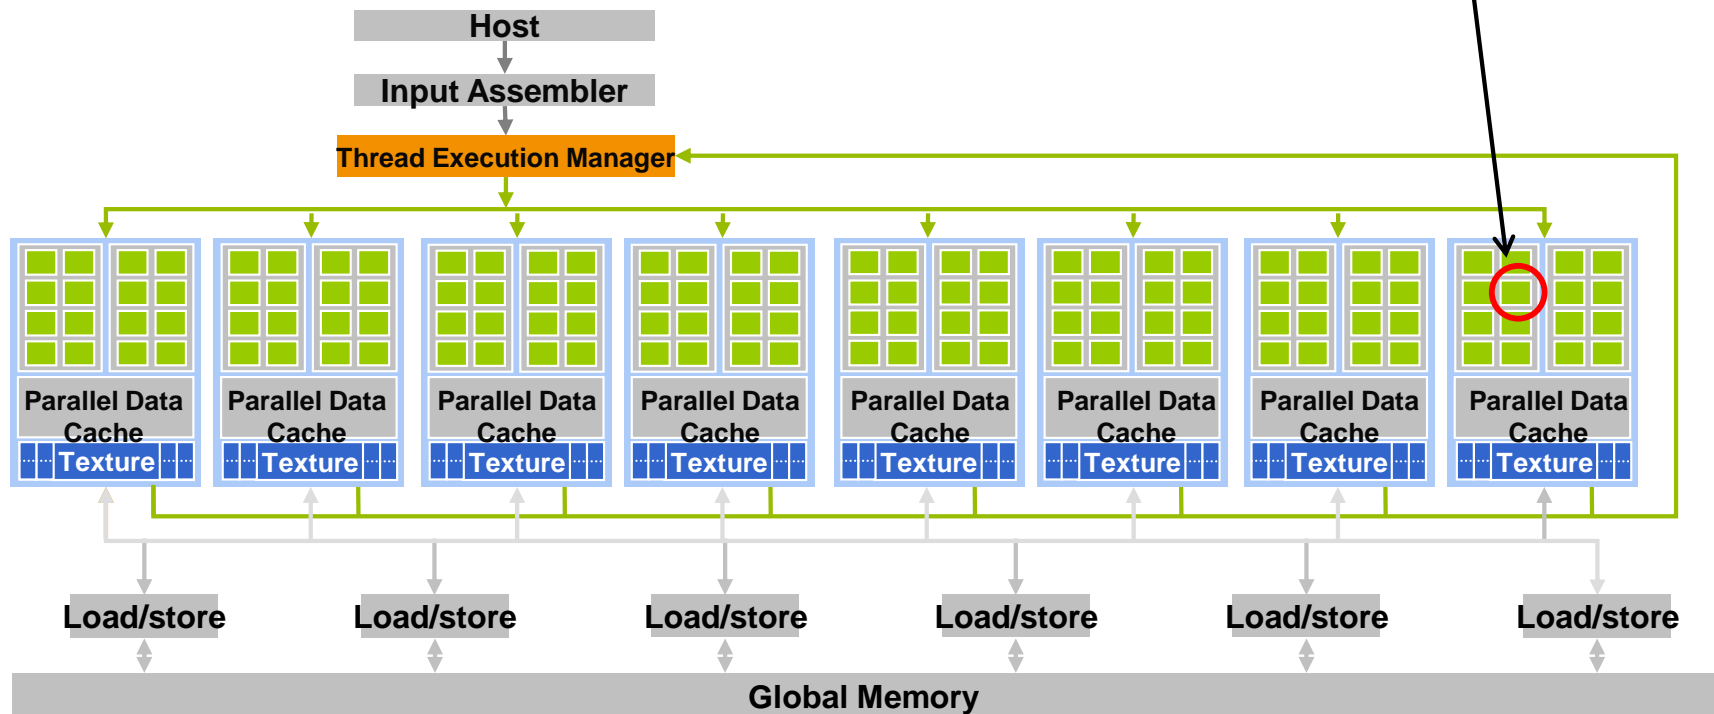 Host
Input Assembler
Thread Execution Manager
Parallel Data
Cache
Texture
Parallel Data
Cache
Texture
Parallel Data
Cache
Texture
Parallel Data
Cache
Texture
Parallel Data
Cache
Texture
Parallel Data
Cache
Texture
Parallel Data
Cache
Texture
Parallel Data
Cache
Texture
Load/store
Load/store
Load/store
Load/store
Load/store
Load/store
Global Memory